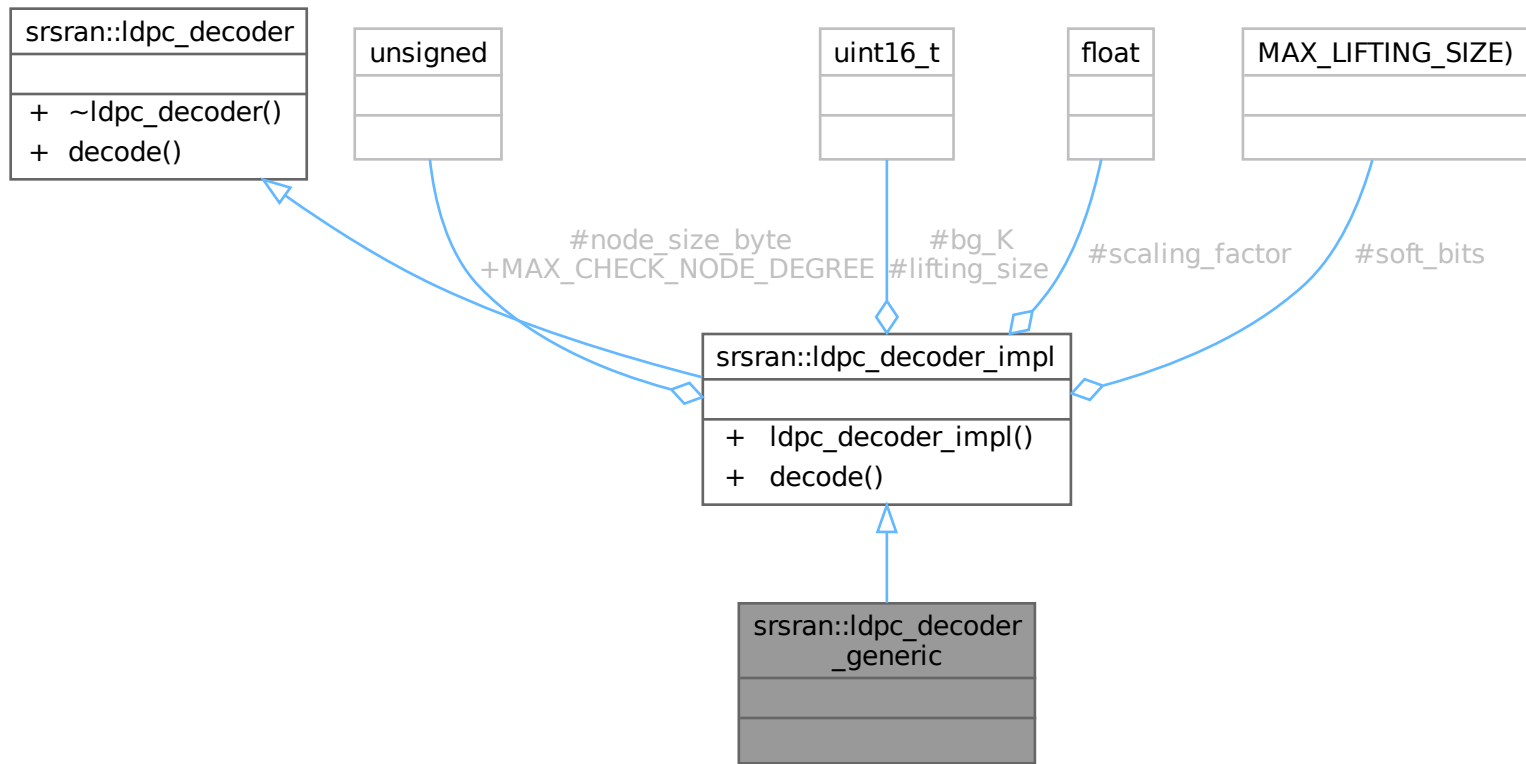 srsran::ldpc_decoder
+ ~ldpc_decoder()
+ decode()
unsigned
uint16_t
float
MAX_LIFTING_SIZE)
#node_size_byte
+MAX_CHECK_NODE_DEGREE
#bg_K
#lifting_size
#scaling_factor
#soft_bits
srsran::ldpc_decoder_impl
+ ldpc_decoder_impl()
+ decode()
srsran::ldpc_decoder
_generic